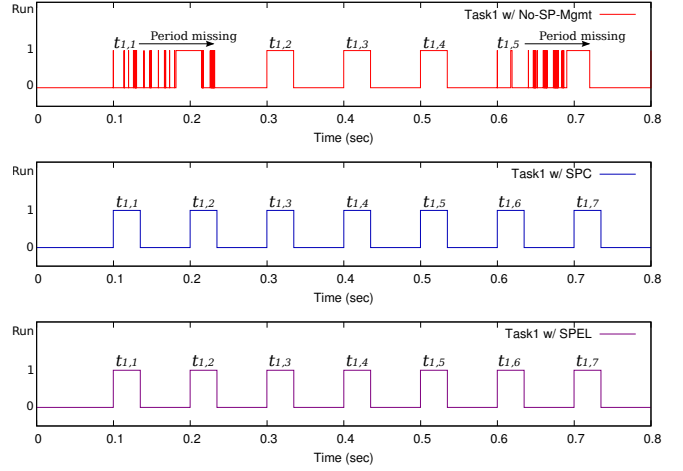 Run
Task1 w/ No-SP-Mgmt
t1,1 Period missing t1,2 t1,3 t1,4 t1,5 Period missing
1
0
0 0.1 0.2 0.3 0.4 0.5 0.6 0.7 0.8
Time (sec)
Run
Task1 w/ SPC
t1,1 t1,2 t1,3 t1,4 t1,5 t1,6 t1,7
1
0
0 0.1 0.2 0.3 0.4 0.5 0.6 0.7 0.8
Time (sec)
Run
Task1 w/ SPEL
t1,1 t1,2 t1,3 t1,4 t1,5 t1,6 t1,7
1
0
0 0.1 0.2 0.3 0.4 0.5 0.6 0.7 0.8
Time (sec)